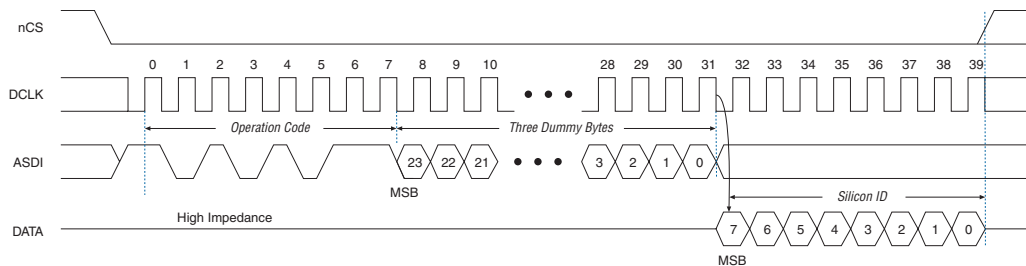 nCS
0 1 2 3 4 5 6 7 8 9 10 28 29 30 31 32 33 34 35 36 37 38 39
DCLK
Operation Code Three Dummy Bytes
ASDI 23 22 21 3 2 1 0
MSB
Silicon ID
High Impedance
DATA 7 6 5 4 3 2 1 0
MSB